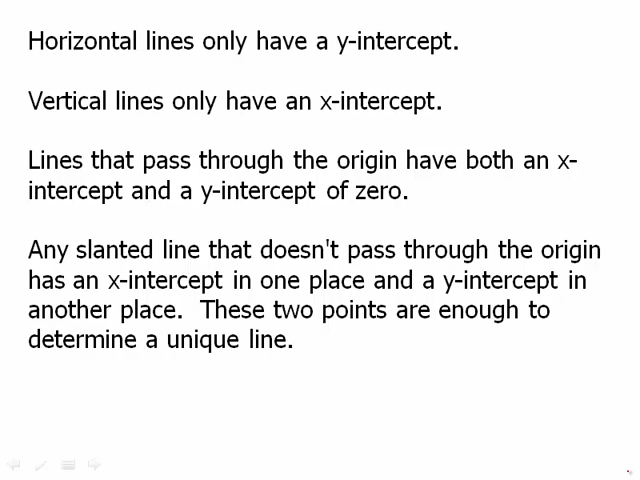 Horizontal lines only have a y-intercept.
Vertical lines only have an x-intercept.
Lines that pass through the origin have both an x-
intercept and a y-intercept of zero.
Any slanted line that doesn't pass through the origin
has an x-intercept in one place and a y-intercept in
another place.  These two points are enough to
determine a unique line.